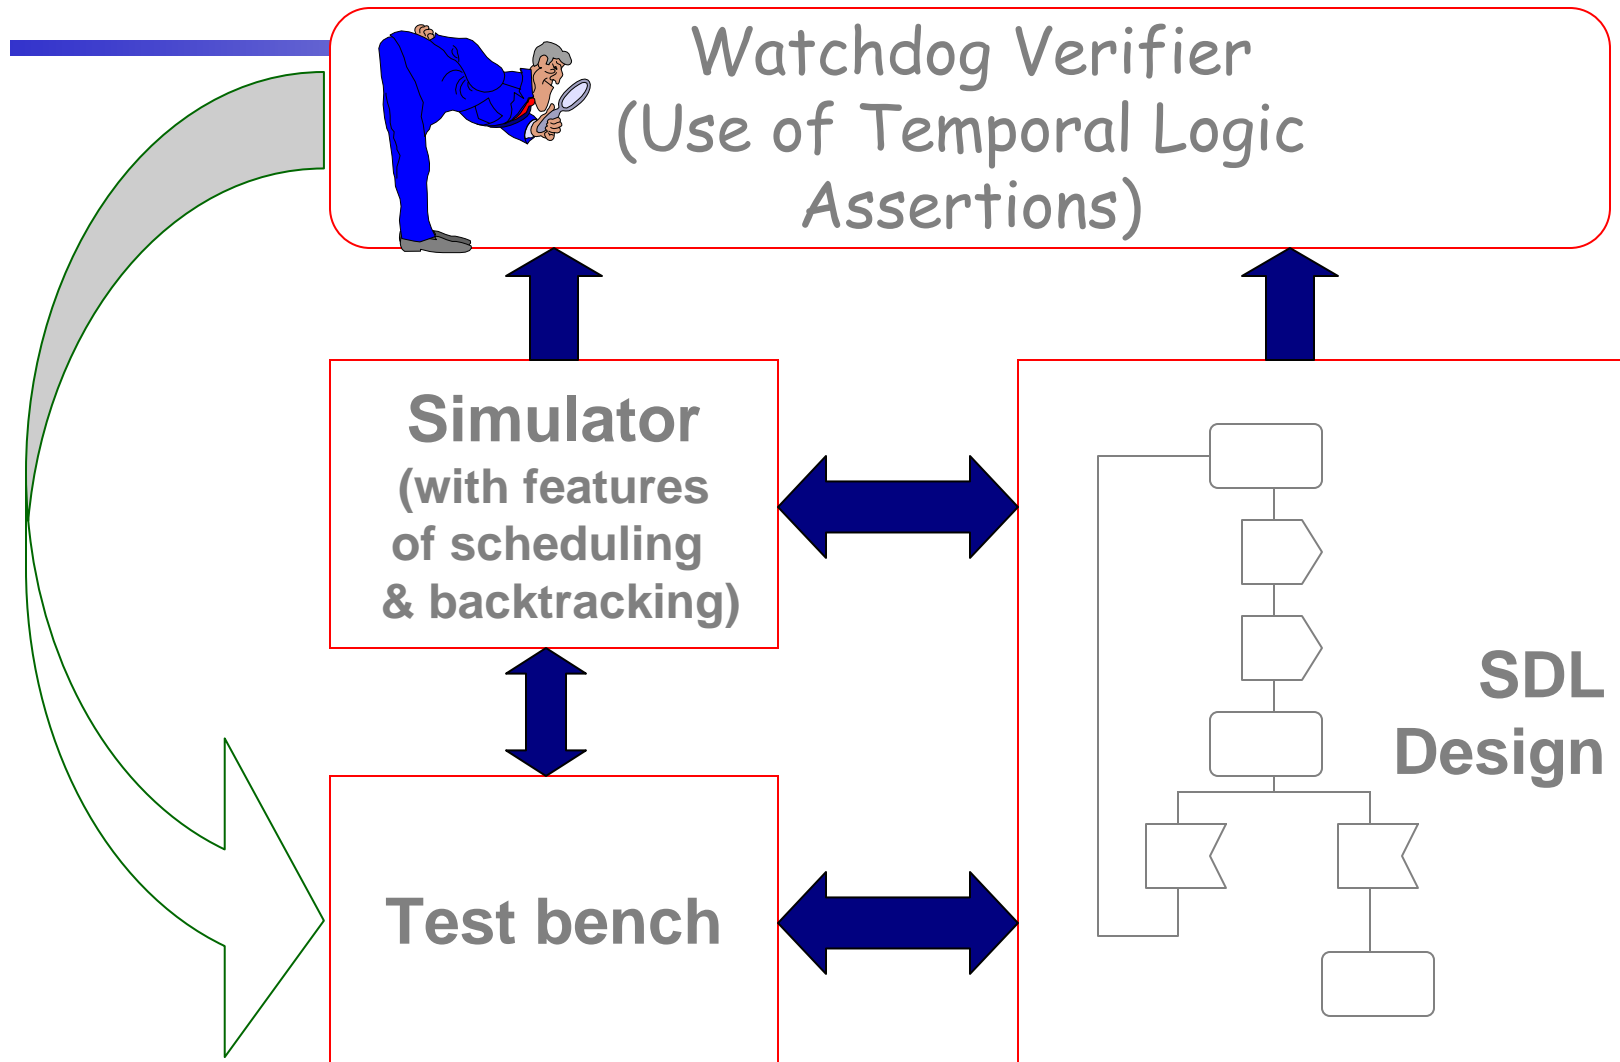 Watchdog Verifier
(Use of Temporal Logic
Assertions)
Simulator
(with features
of scheduling
& backtracking)
SDL
Design
Test bench